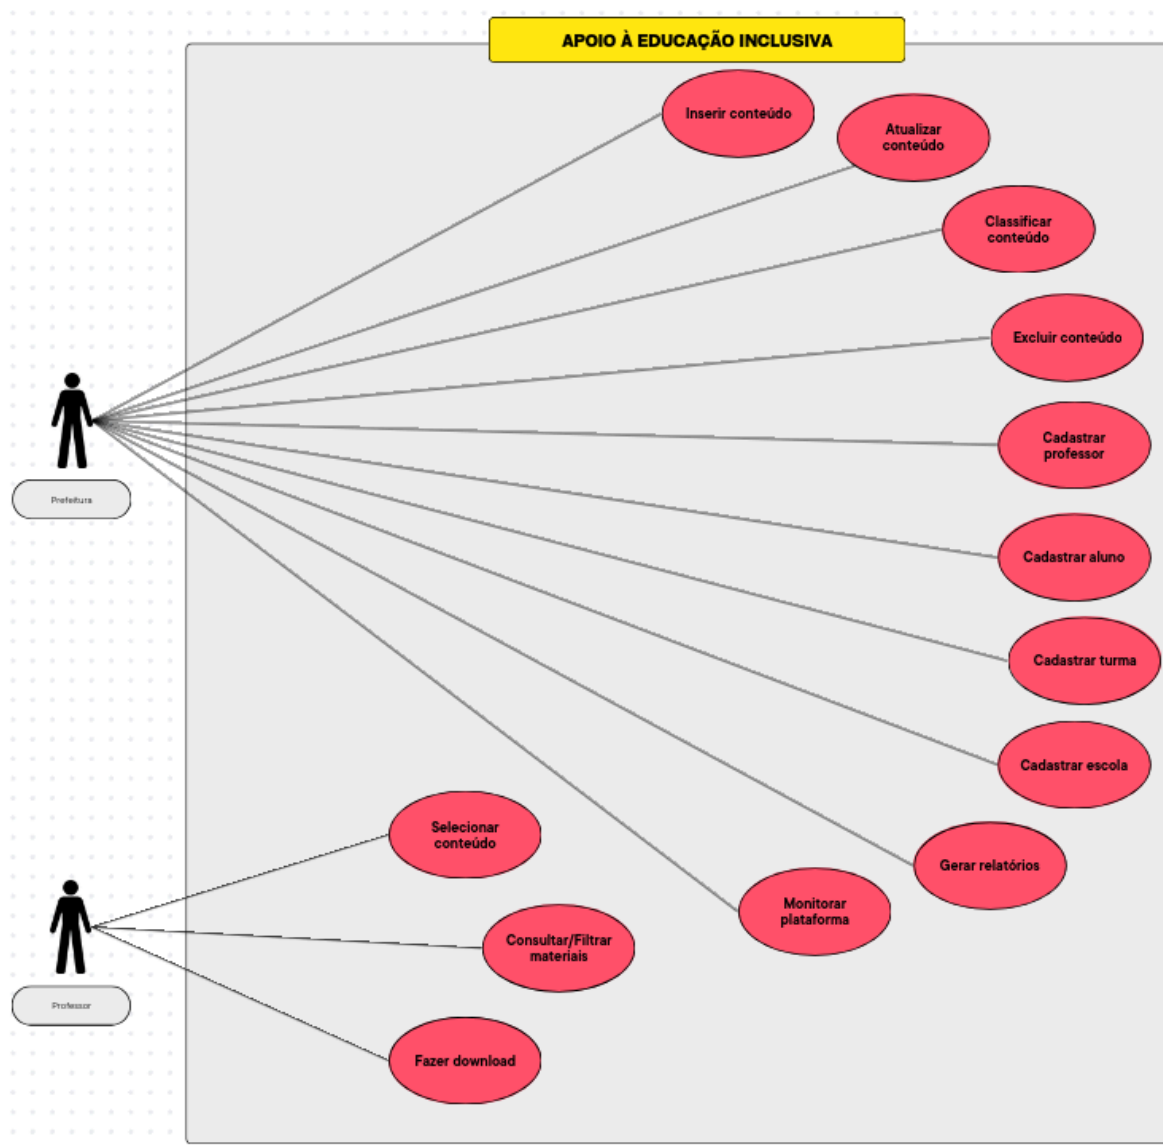 APOIO À EDUCAÇÃO INCLUSIVA
Inserir conteúdo
Atualizar
conteúdo
Classificar
conteúdo
Excluir conteúdo
Cadastrar
professor
Prefeitura
Cadastrar aluno
Cadastrar turma
Cadastrar escola
Selecionar
conteúdo
Gerar relatórios
Monitorar
plataforma
Consultar/Filtrar
materiais
Professor
Fazer download